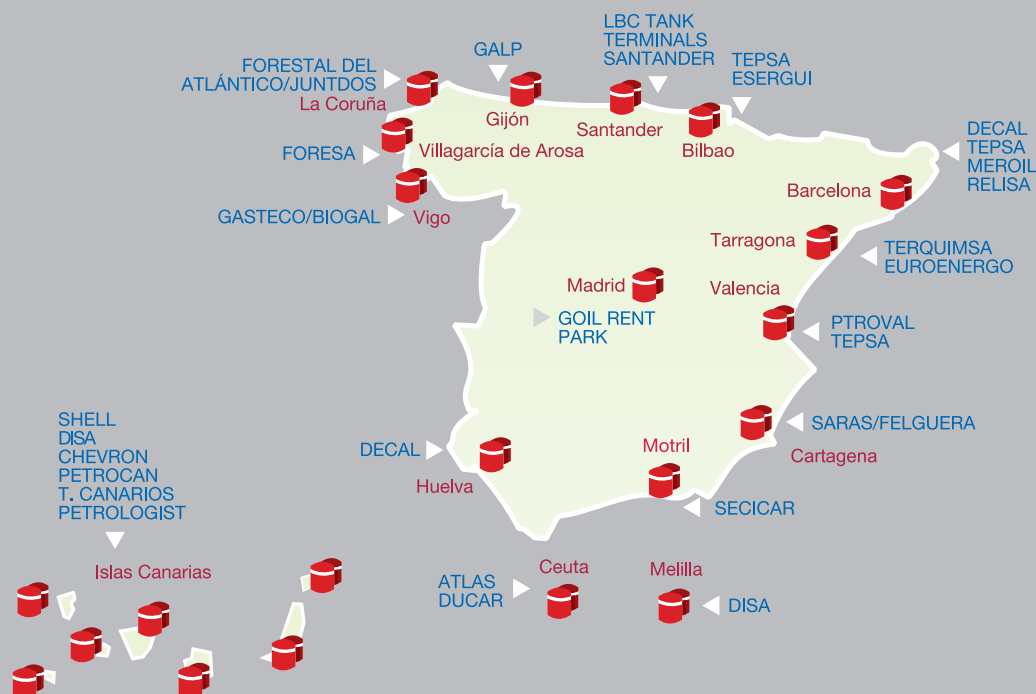 LBC TANK
TERMINALS
SANTANDER
GALP
TEPSA
ESERGUI
FORESTAL DEL
ATLÁNTICO/JUNTDOS
La Coruña
Gijón
Santander
Bilbao
DECAL
TEPSA
MEROIL
RELISA
FORESA
Villagarcía de Arosa
Barcelona
GASTECO/BIOGAL
Vigo
Tarragona
TERQUIMSA
EUROENERGO
Madrid
Valencia
GOIL RENT
PARK
PTROVAL
TEPSA
SHELL
DISA
CHEVRON
PETROCAN
T. CANARIOS
PETROLOGIST
SARAS/FELGUERA
Cartagena
DECAL
Huelva
Motril
SECICAR
Islas Canarias
ATLAS
DUCAR
Ceuta
Melilla
DISA